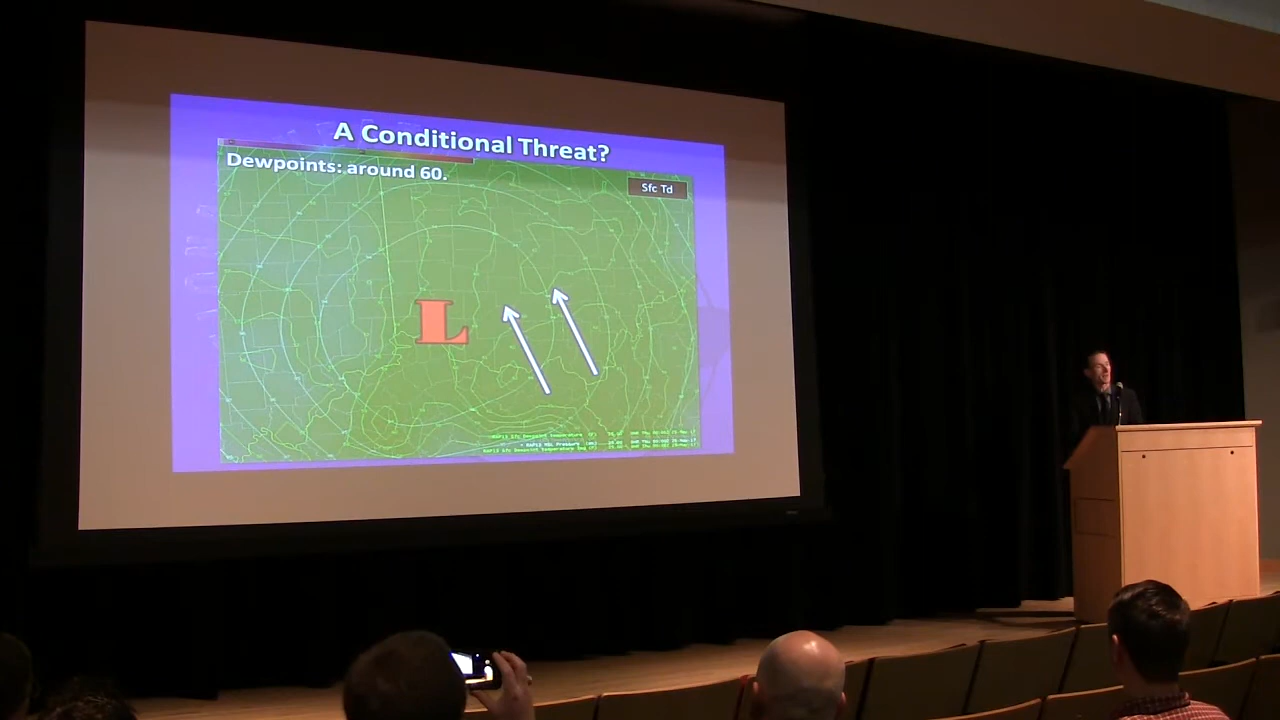 A Conditional Threat?
Dewpoints: around 60.
Sfc Td
L